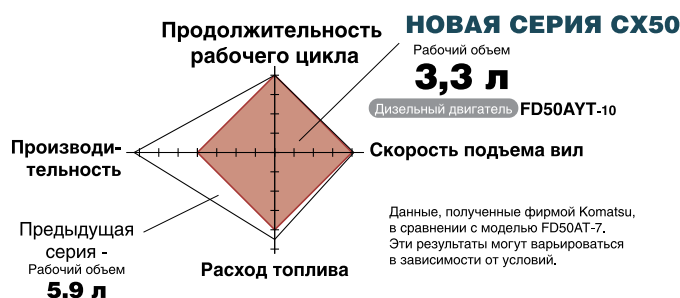 Продолжительность
рабочего цикла
НОВАЯ СЕРИЯ CX50
Рабочий объем
3,3 л
Дизельный двигатель FD50AYT-10
Производи-
тельность
Скорость подъема вил
Предыдущая
серия -
Рабочий объем
5,9 л
Расход топлива
Данные, полученные фирмой Komatsu,
в сравнении с моделью FD50AT-7.
Эти результаты могут варьироваться
в зависимости от условий.